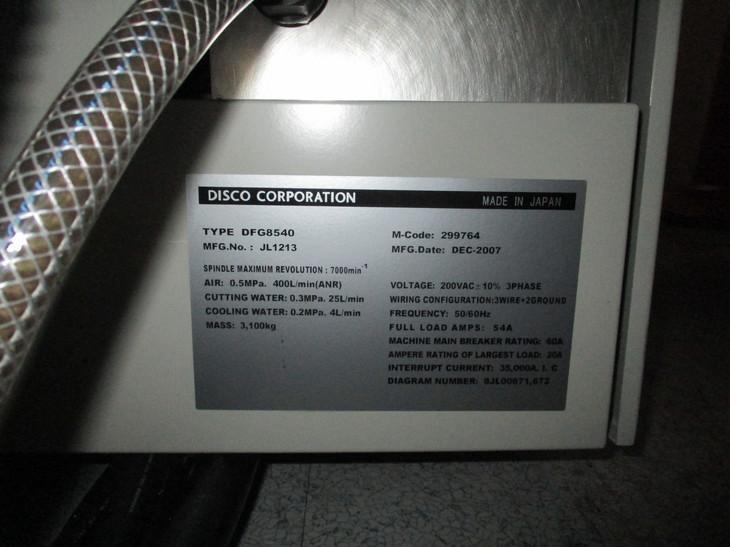 DISCO CORPORATION MADE IN JAPAN
TYPE DFG8540
MFG.No. : JL1213
M-Code: 299764
MFG.Date: DEC-2007
SPINDLE MAXIMUM REVOLUTION : 7000min⁻¹
AIR: 0.5MPa. 400L/min(ANR)
CUTTING WATER: 0.3MPa. 25L/min
COOLING WATER: 0.2MPa. 4L/min
MASS: 3,100kg
VOLTAGE: 200VAC±10% 3PHASE
WIRING CONFIGURATION:3WIRE+2GROUND
FREQUENCY: 50/60Hz
FULL LOAD AMPS: 54A
MACHINE MAIN BREAKER RATING: 60A
AMPERE RATING OF LARGEST LOAD: 20A
INTERRUPT CURRENT: 35,000A. I. C
DIAGRAM NUMBER: